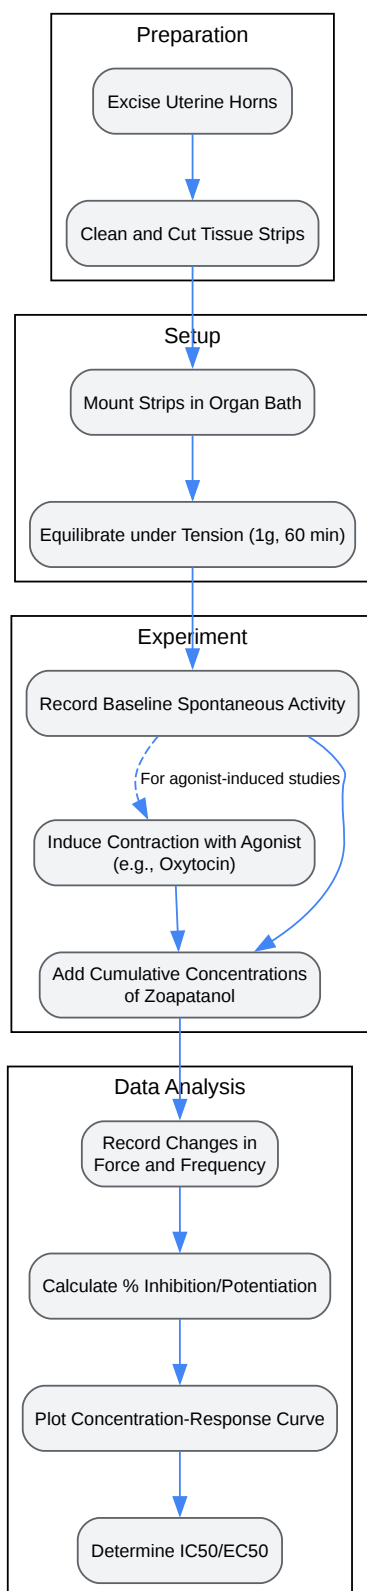 Preparation
Excise Uterine Horns
Clean and Cut Tissue Strips
Setup
Mount Strips in Organ Bath
Equilibrate under Tension (1g, 60 min)
Experiment
Record Baseline Spontaneous Activity
For agonist-induced studies
Induce Contraction with Agonist
(e.g., Oxytocin)
Add Cumulative Concentrations
of Zoapatanol
Data Analysis
Record Changes in
Force and Frequency
Calculate % Inhibition/Potentiation
Plot Concentration-Response Curve
Determine IC50/EC50